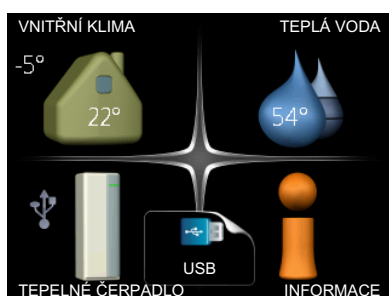 VNITŘNÍ KLIMA
TEPLÁ VODA
-5°
22°
54°
USB
TEPELNÉ ČERPADLO
INFORMACE